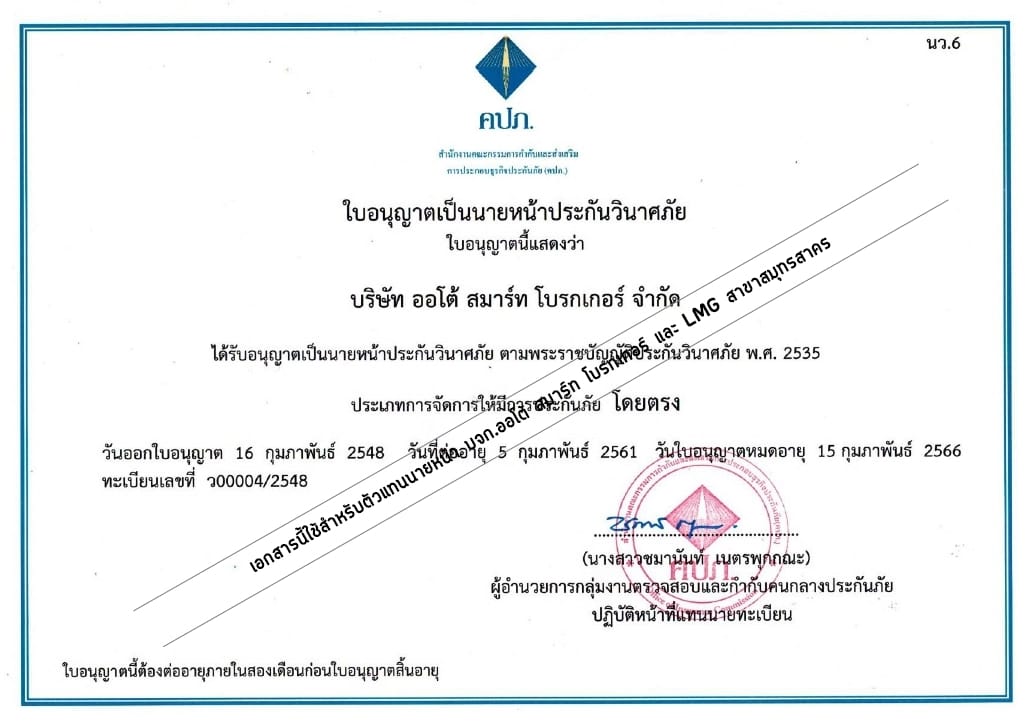 นว.6
คปภ.
สำนักงานคณะกรรมการกำกับและส่งเสริม
การประกอบธุรกิจประกันภัย (คปภ.)
ใบอนุญาตเป็นนายหน้าประกันวินาศภัย
ใบอนุญาตนี้แสดงว่า
บริษัท ออโต้ สมาร์ท โบรกเกอร์ จำกัด
ได้รับอนุญาตเป็นนายหน้าประกันวินาศภัย ตามพระราชบัญญัติประกันวินาศภัย พ.ศ. 2535
ประเภทการจัดการให้มีการประกันภัย โดยตรง
วันออกใบอนุญาต 16 กุมภาพันธ์ 2548 วันที่ต่ออายุ 5 กุมภาพันธ์ 2561 วันใบอนุญาตหมดอายุ 15 กุมภาพันธ์ 2566
ทะเบียนเลขที่ ว00004/2548
เอกสารนี้ใช้สำหรับตัวแทนนายหน้า บจก.ออโต้ สมาร์ท โบรกเกอร์ และ LMG สาขาสมุทรสาคร
(นางสาวชมานันท์ เนตรพุกกณะ)
คปภ
ผู้อำนวยการกลุ่มงานตรวจสอบและกำกับคนกลางประกันภัย
ปฏิบัติหน้าที่แทนนายทะเบียน
ใบอนุญาตนี้ต้องต่ออายุภายในสองเดือนก่อนใบอนุญาตสิ้นอายุ